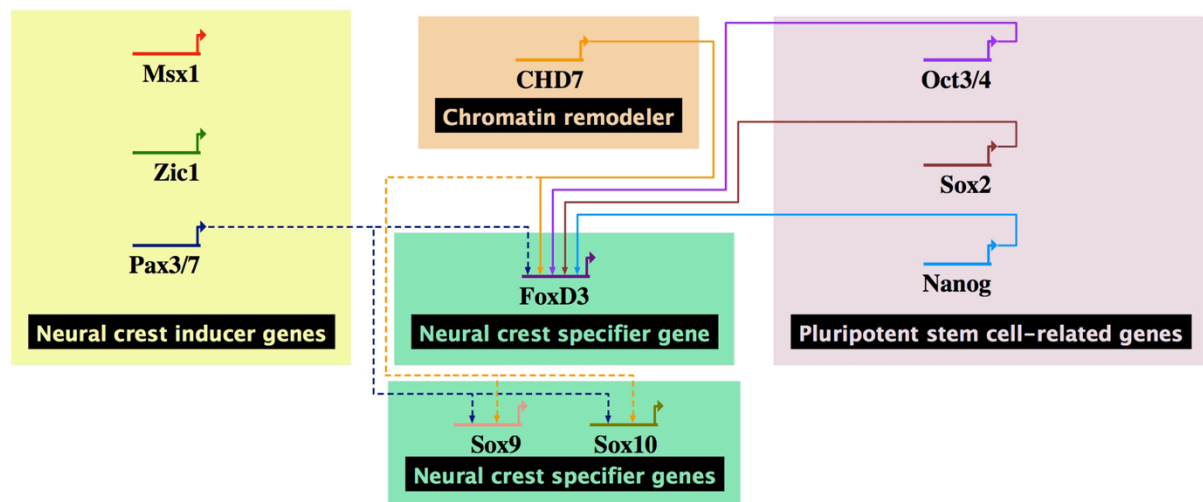 Msx1
Zic1
Pax3/7
Neural crest inducer genes
CHD7
Chromatin remodeler
FoxD3
Neural crest specifier gene
Sox9
Sox10
Neural crest specifier genes
Oct3/4
Sox2
Nanog
Pluripotent stem cell-related genes